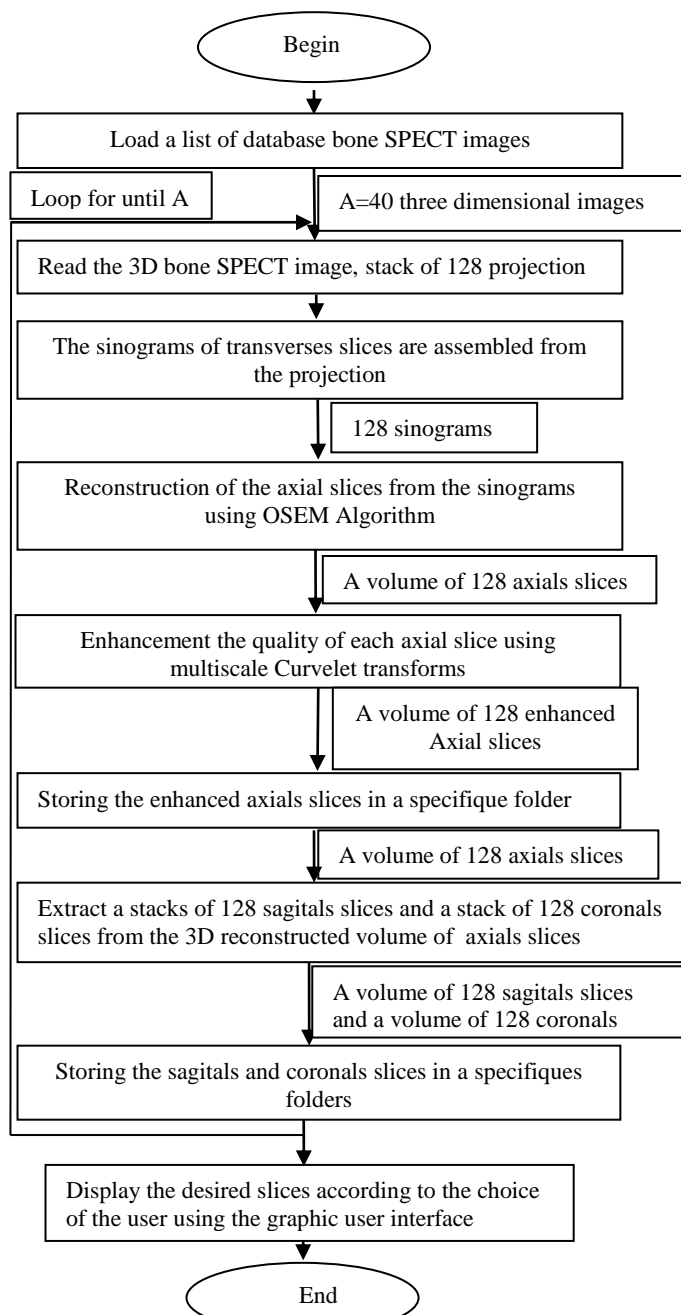 Begin
Load a list of database bone SPECT images
Loop for until A
A=40 three dimensional images
Read the 3D bone SPECT image, stack of 128 projection
The sinograms of transverses slices are assembled from
the projection
128 sinograms
Reconstruction of the axial slices from the sinograms
using OSEM Algorithm
A volume of 128 axials slices
Enhancement the quality of each axial slice using
multiscale Curvelet transforms
A volume of 128 enhanced
Axial slices
Storing the enhanced axials slices in a specifique folder
A volume of 128 axials slices
Extract a stacks of 128 sagitals slices and a stack of 128 coronals
slices from the 3D reconstructed volume of axials slices
A volume of 128 sagitals slices
and a volume of 128 coronals
Storing the sagitals and coronals slices in a specifiques
folders
Display the desired slices according to the choice
of the user using the graphic user interface
End